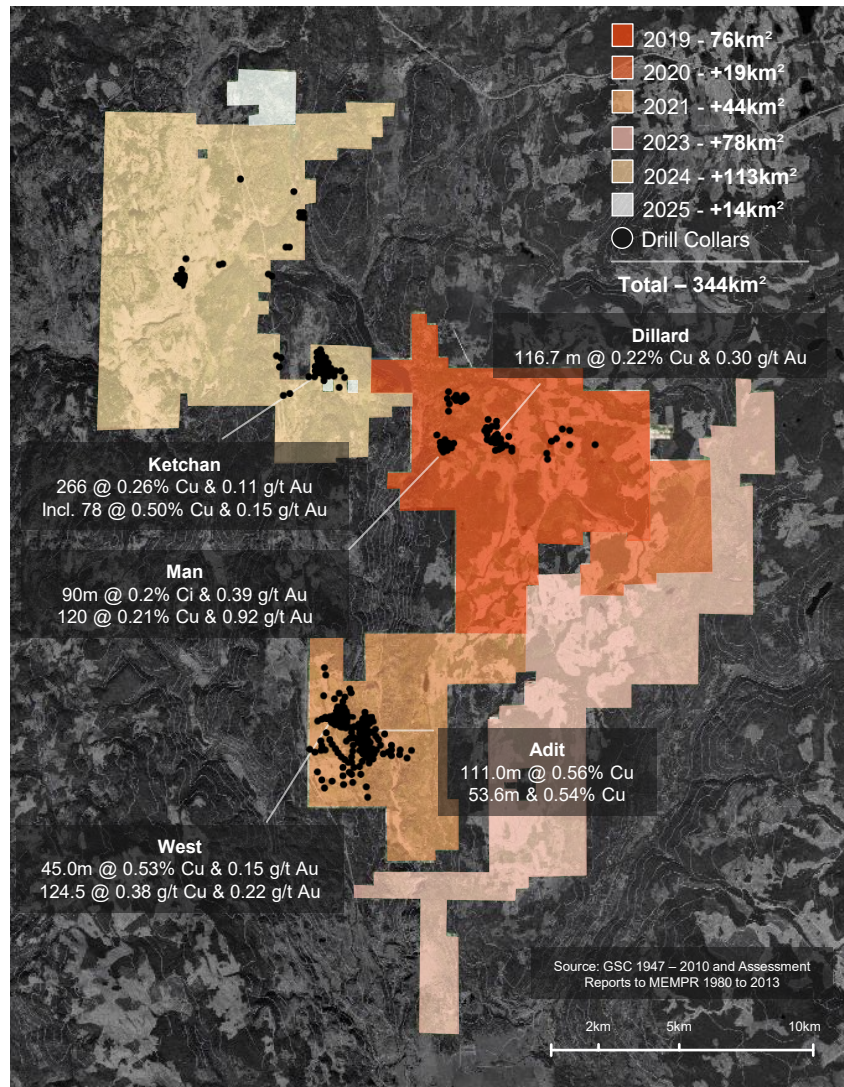 2019 - 76km²
2020 - +19km²
2021 - +44km²
2023 - +78km²
2024 - +113km²
2025 - +14km²
Drill Collars
Total – 344km²
Dillard
116.7 m @ 0.22% Cu & 0.30 g/t Au
Ketchan
266 @ 0.26% Cu & 0.11 g/t Au
Incl. 78 @ 0.50% Cu & 0.15 g/t Au
Man
90m @ 0.2% Ci & 0.39 g/t Au
120 @ 0.21% Cu & 0.92 g/t Au
Adit
111.0m @ 0.56% Cu
53.6m & 0.54% Cu
West
45.0m @ 0.53% Cu & 0.15 g/t Au
124.5 @ 0.38 g/t Cu & 0.22 g/t Au
Source: GSC 1947 – 2010 and Assessment
Reports to MEMPR 1980 to 2013
2km 5km 10km